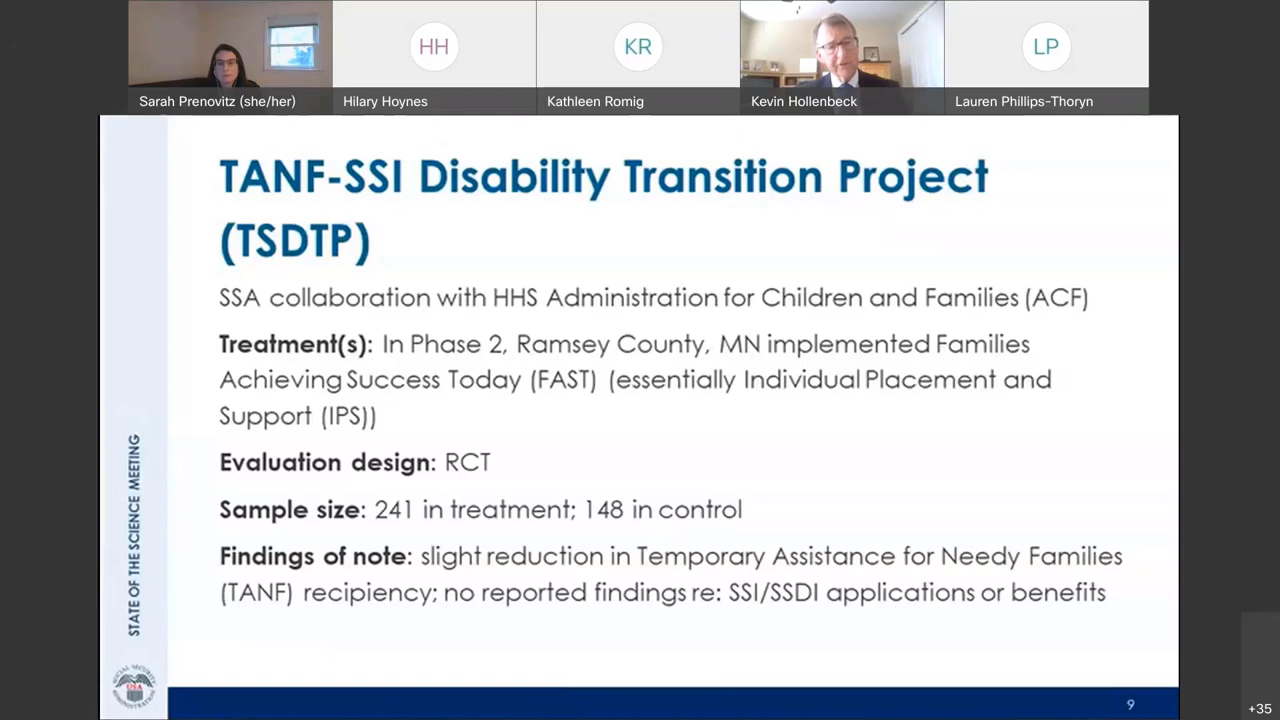 HH
KR
LP
Sarah Prenovitz (she/her)
Hilary Hoynes
Kathleen Romig
Kevin Hollenbeck
Lauren Phillips-Thoryn
TANF-SSI Disability Transition Project
(TSDTP)
SSA collaboration with HHS Administration for Children and Families (ACF)
Treatment(s): In Phase 2, Ramsey County, MN implemented Families
Achieving Success Today (FAST) (essentially Individual Placement and
Support (IPS))
Evaluation design: RCT
Sample size: 241 in treatment; 148 in control
Findings of note: slight reduction in Temporary Assistance for Needy Families
(TANF) recipiency; no reported findings re: SSI/SSDI applications or benefits
STATE OF THE SCIENCE MEETING
SOCIAL SECURITY
USA
ADMINISTRATION
9
+35